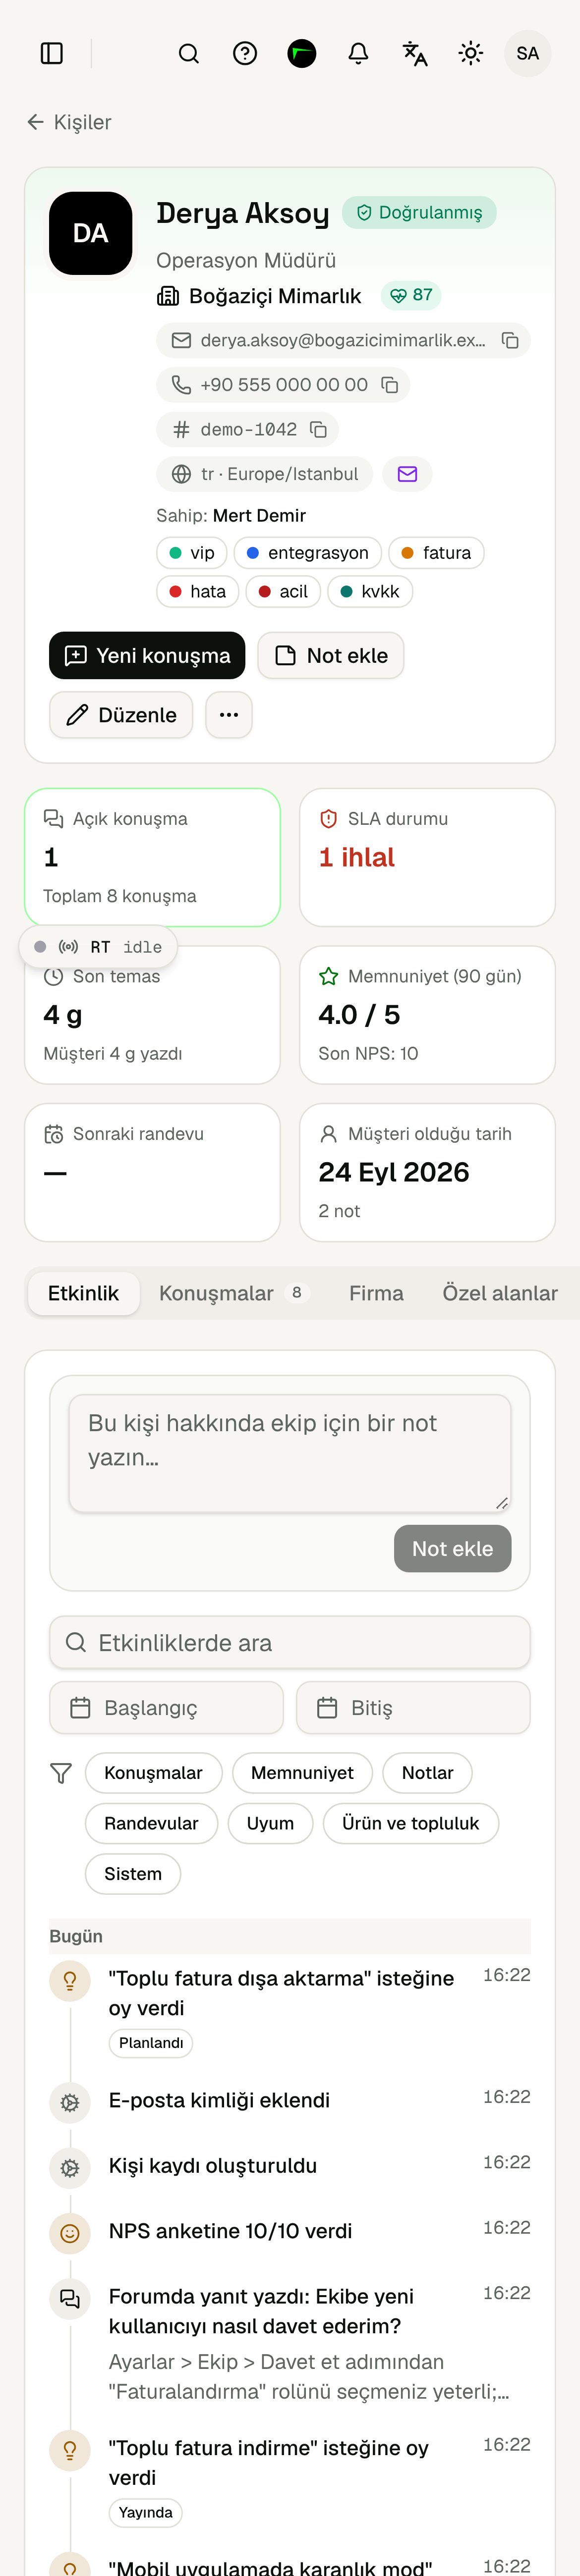 SA
Kişiler
DA
Derya Aksoy
Doğrulanmış
Operasyon Müdürü
Boğaziçi Mimarlık
87
derya.aksoy@bogazicimimarlik.ex…
+90 555 000 00 00
demo-1042
tr · Europe/Istanbul
Sahip: Mert Demir
vip
entegrasyon
fatura
hata
acil
kvkk
Yeni konuşma
Not ekle
Düzenle
Açık konuşma
1
Toplam 8 konuşma
SLA durumu
1 ihlal
RT idle
Son temas
4 g
Müşteri 4 g yazdı
Memnuniyet (90 gün)
4.0 / 5
Son NPS: 10
Sonraki randevu
—
Müşteri olduğu tarih
24 Eyl 2026
2 not
Etkinlik
Konuşmalar 8
Firma
Özel alanlar
Bu kişi hakkında ekip için bir not
yazın…
Not ekle
Etkinliklerde ara
Başlangıç
Bitiş
Konuşmalar
Memnuniyet
Notlar
Randevular
Uyum
Ürün ve topluluk
Sistem
Bugün
"Toplu fatura dışa aktarma" isteğine
oy verdi
16:22
Planlandı
E-posta kimliği eklendi
16:22
Kişi kaydı oluşturuldu
16:22
NPS anketine 10/10 verdi
16:22
Forumda yanıt yazdı: Ekibe yeni
kullanıcıyı nasıl davet ederim?
16:22
Ayarlar > Ekip > Davet et adımından
"Faturalandırma" rolünü seçmeniz yeterli;…
"Toplu fatura indirme" isteğine oy
verdi
16:22
Yayında
"Mobil uygulamada karanlık mod"
16:22